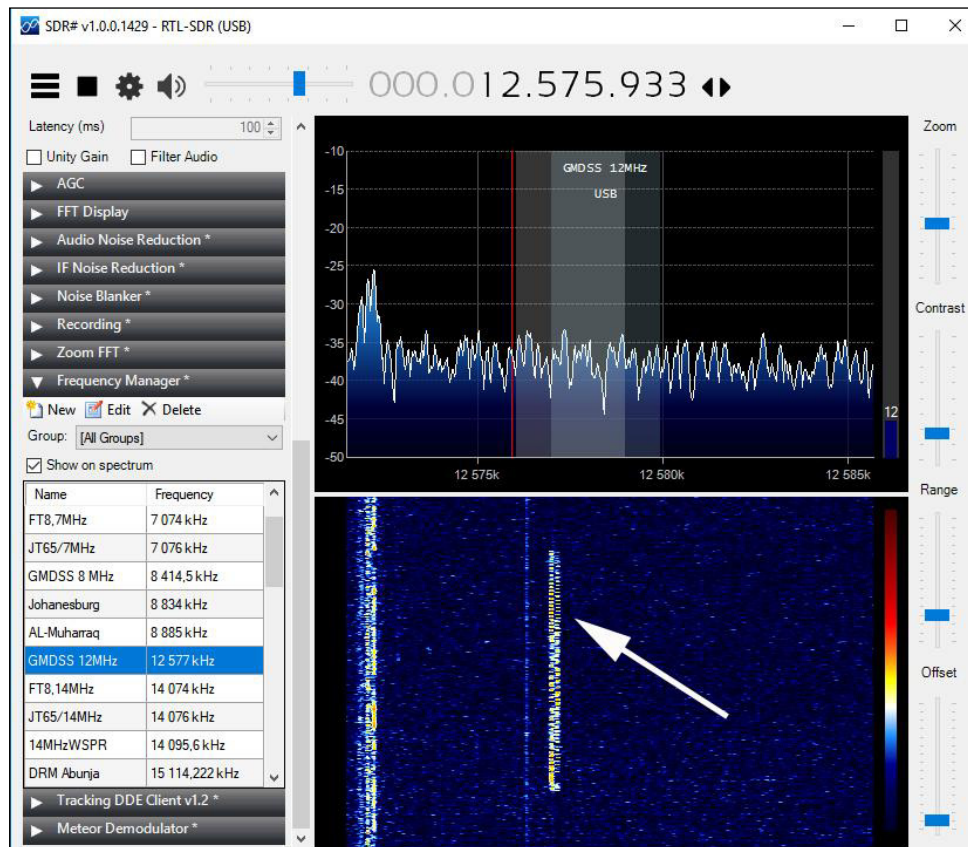 SDR# v1.0.0.1429 - RTL-SDR (USB)
000.012.575.933
Latency (ms) 100
Unity Gain Filter Audio
AGC
FFT Display
Audio Noise Reduction *
IF Noise Reduction *
Noise Blanker *
Recording *
Zoom FFT *
Frequency Manager *
New Edit Delete
Group: [All Groups]
Show on spectrum
Name Frequency
FT8,7MHz 7 074 kHz
JT65/7MHz 7 076 kHz
GMDSS 8 MHz 8 414,5 kHz
Johanesburg 8 834 kHz
AL-Muharraq 8 885 kHz
GMDSS 12MHz 12 577 kHz
FT8,14MHz 14 074 kHz
JT65/14MHz 14 076 kHz
14MHzWSPR 14 095,6 kHz
DRM Abunja 15 114,222 kHz
Tracking DDE Client v1.2 *
Meteor Demodulator *
-10
GMDSS 12MHz
-15
USB
-20
-25
-30
-35
-40
12
-45
-50
12 575k 12 580k 12 585k
Zoom
Contrast
Range
Offset